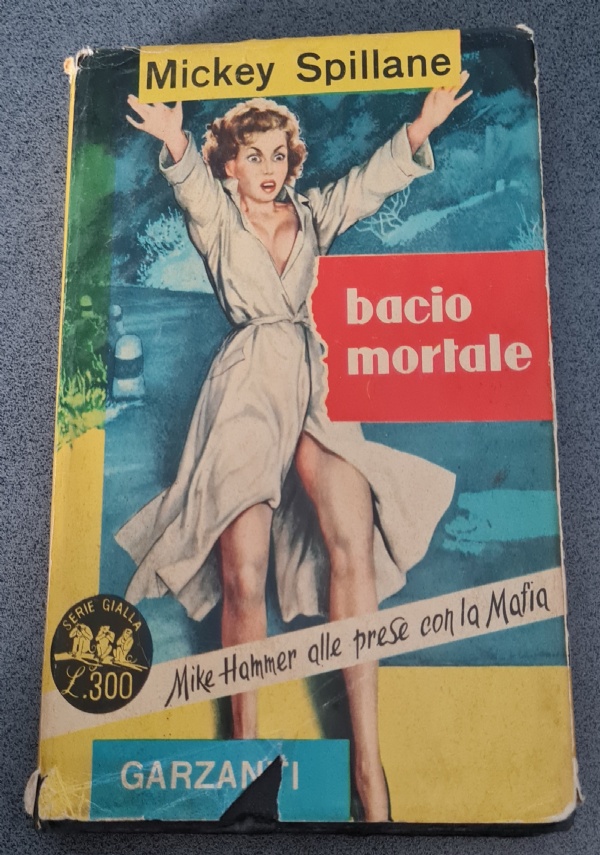 Mickey Spillane
bacio
mortale
SERIE GIALLA
L.300
Mike Hammer alle prese con la Mafia
GARZANTI